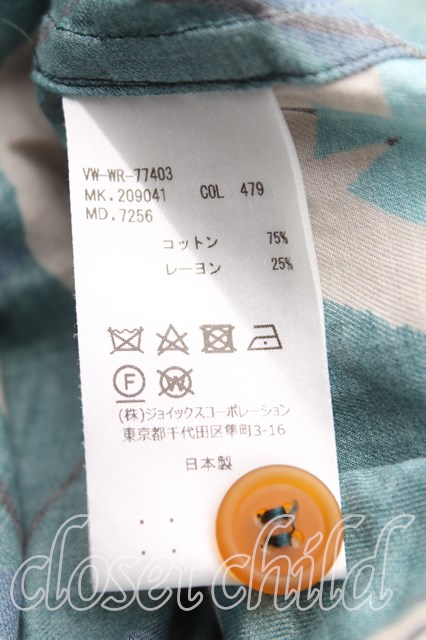 VW-WR-77403
MK.209041 COL 479
MD.7256
コットン 75%
レーヨン 25%
F W
(株)ジョイックスコーポレーション
東京都千代田区隼町3-16
日本製
closet child